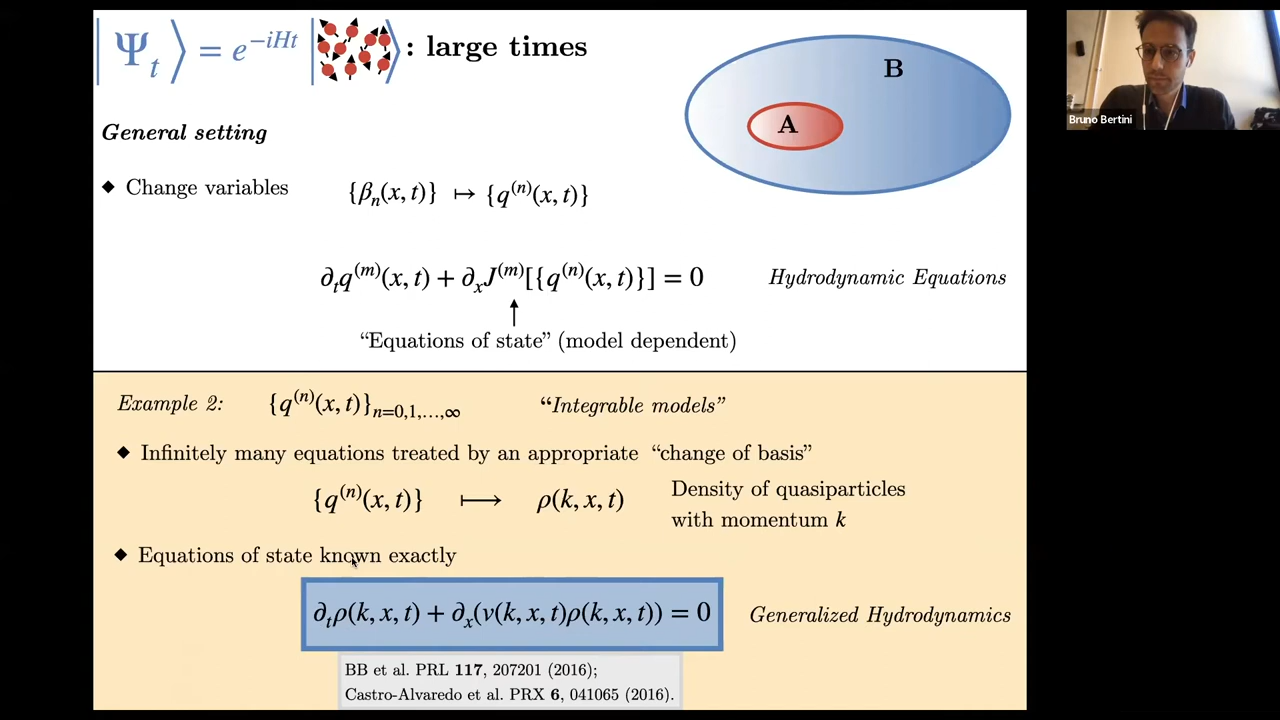 |Ψ_t⟩ = e^{-iHt} | ⟩ : large times
B
A
Bruno Bertini
General setting
◆ Change variables {β_n(x, t)} ↦ {q^{(n)}(x, t)}
∂_t q^{(m)}(x, t) + ∂_x J^{(m)}[{q^{(n)}(x, t)}] = 0 Hydrodynamic Equations
“Equations of state” (model dependent)
Example 2: {q^{(n)}(x, t)}_{n=0,1,…,∞} “Integrable models”
◆ Infinitely many equations treated by an appropriate “change of basis”
{q^{(n)}(x, t)} ⟼ ρ(k, x, t) Density of quasiparticles
with momentum k
◆ Equations of state known exactly
∂_t ρ(k, x, t) + ∂_x(v(k, x, t)ρ(k, x, t)) = 0 Generalized Hydrodynamics
BB et al. PRL 117, 207201 (2016);
Castro-Alvaredo et al. PRX 6, 041065 (2016).